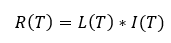 R(T) = L(T) * I(T)